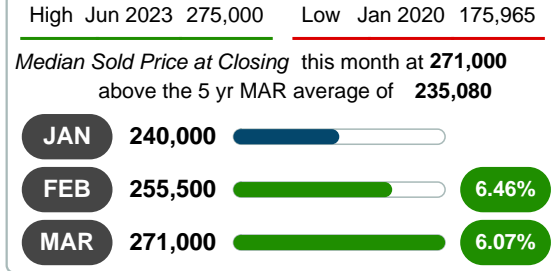 High Jun 2023 275,000 Low Jan 2020 175,965
Median Sold Price at Closing this month at 271,000
above the 5 yr MAR average of 235,080
JAN 240,000
FEB 255,500 6.46%
MAR 271,000 6.07%